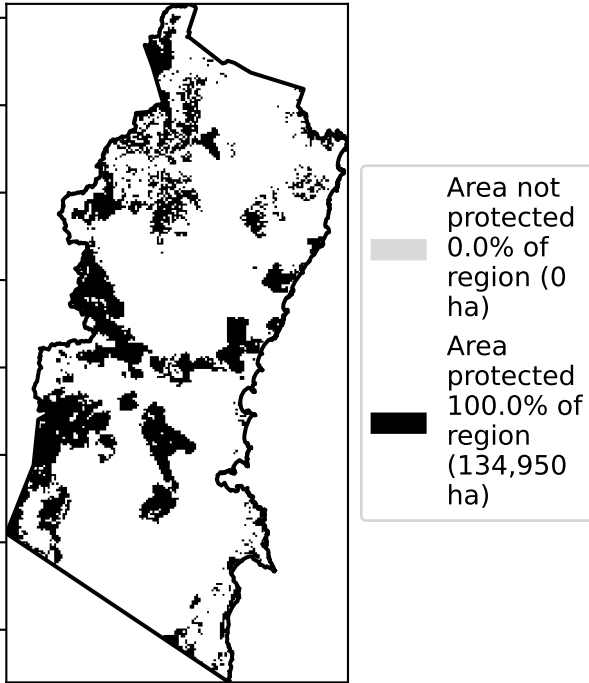 Area not
protected
0.0% of
region (0
ha)
Area
protected
100.0% of
region
(134,950
ha)